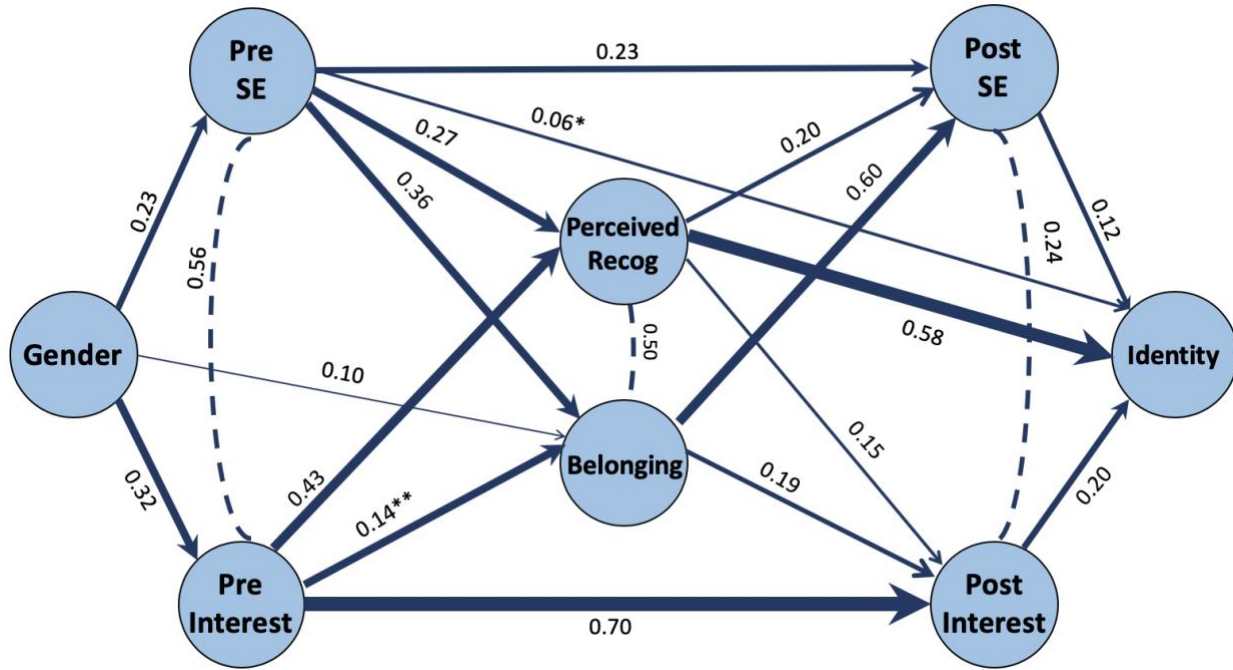 Pre
SE
Post
SE
0.23
0.06*
0.27
0.20
0.36
0.60
0.23
0.56
Perceived
Recog
0.24
0.12
Gender
0.50
0.58
Identity
0.10
0.32
0.43
0.14**
Belonging
0.15
0.19
0.20
Pre
Interest
0.70
Post
Interest